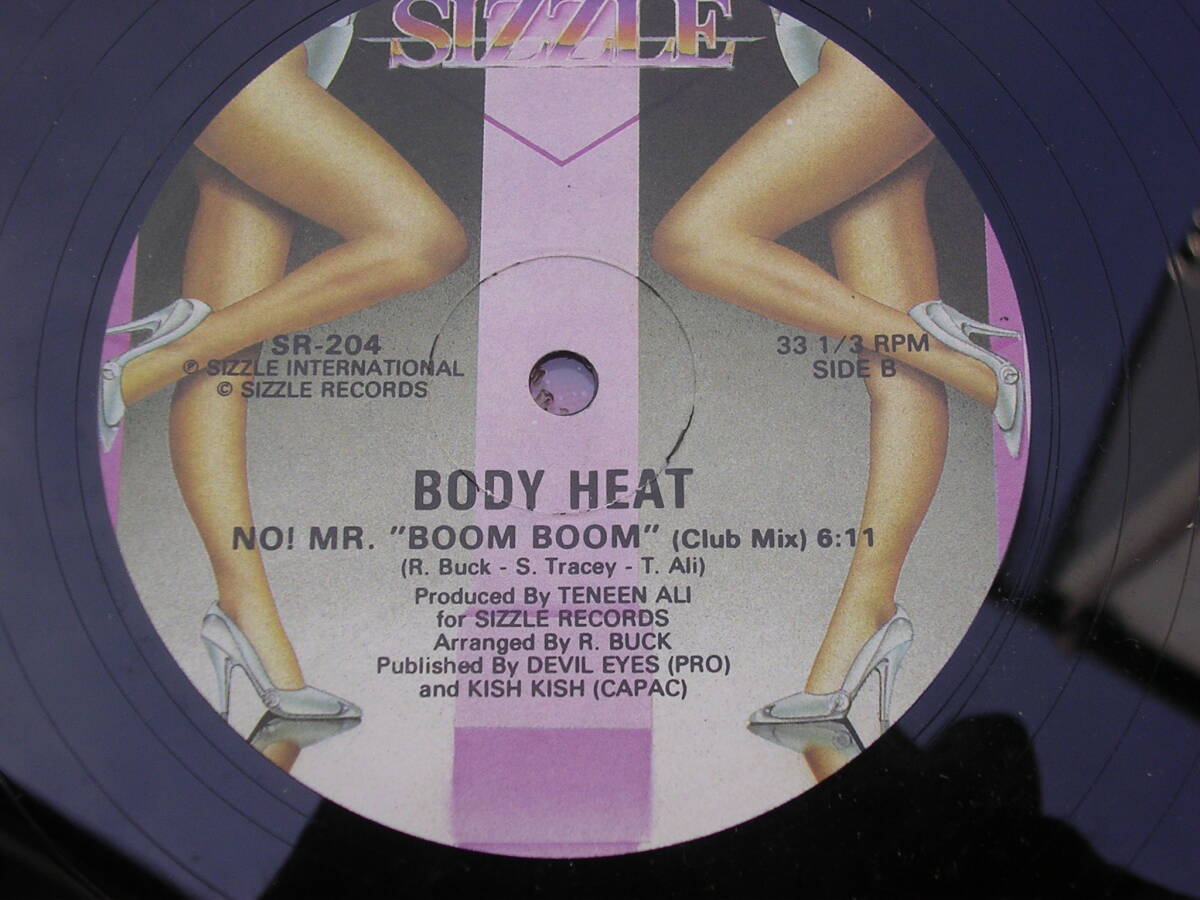 SIZZLE
SR-204
℗ SIZZLE INTERNATIONAL
© SIZZLE RECORDS
33 1/3 RPM
SIDE B
BODY HEAT
NO! MR. "BOOM BOOM" (Club Mix) 6:11
(R. Buck - S. Tracey - T. Ali)
Produced By TENEEN ALI
for SIZZLE RECORDS
Arranged By R. BUCK
Published By DEVIL EYES (PRO)
and KISH KISH (CAPAC)